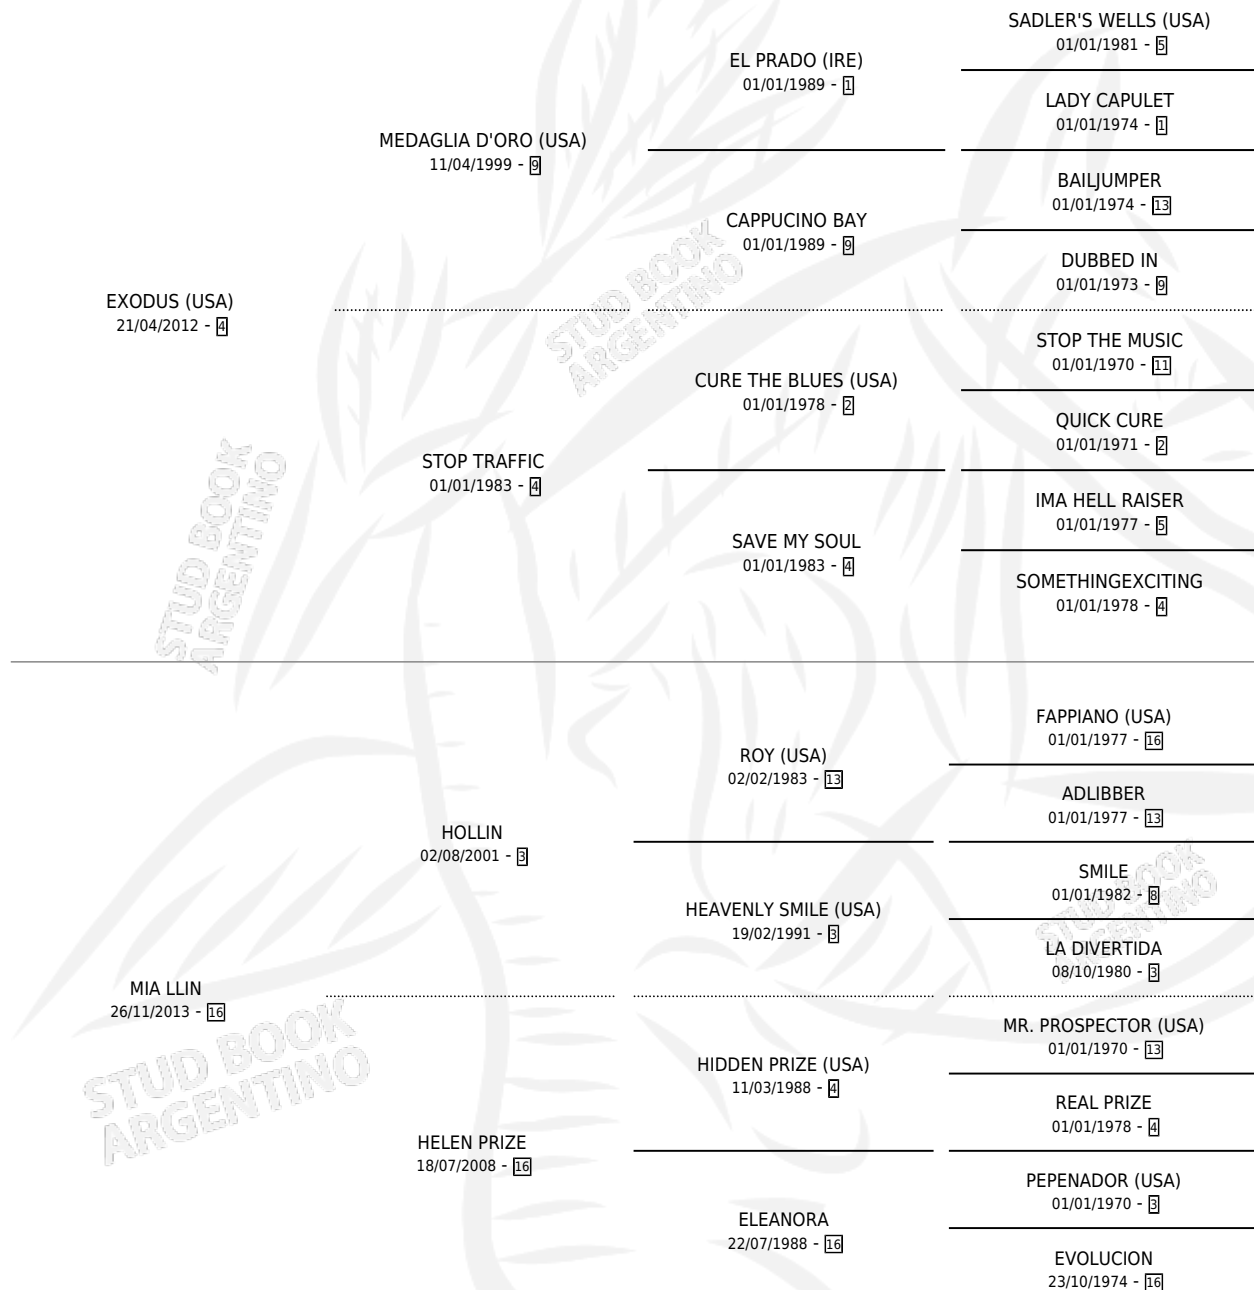 SADLER'S WELLS (USA)
01/01/1981 - 5
EL PRADO (IRE)
01/01/1989 - 1
LADY CAPULET
01/01/1974 - 1
MEDAGLIA D'ORO (USA)
11/04/1999 - 9
BAILJUMPER
01/01/1974 - 13
CAPPUCINO BAY
01/01/1989 - 9
DUBBED IN
01/01/1973 - 9
EXODUS (USA)
21/04/2012 - 4
STOP THE MUSIC
01/01/1970 - 11
CURE THE BLUES (USA)
01/01/1978 - 2
QUICK CURE
01/01/1971 - 2
STOP TRAFFIC
01/01/1983 - 4
IMA HELL RAISER
01/01/1977 - 5
SAVE MY SOUL
01/01/1983 - 4
SOMETHINGEXCITING
01/01/1978 - 4
FAPPIANO (USA)
01/01/1977 - 16
ROY (USA)
02/02/1983 - 13
ADLIBBER
01/01/1977 - 13
HOLLIN
02/08/2001 - 3
SMILE
01/01/1982 - 8
HEAVENLY SMILE (USA)
19/02/1991 - 3
LA DIVERTIDA
08/10/1980 - 3
MIA LLIN
26/11/2013 - 16
MR. PROSPECTOR (USA)
01/01/1970 - 13
HIDDEN PRIZE (USA)
11/03/1988 - 4
REAL PRIZE
01/01/1978 - 4
HELEN PRIZE
18/07/2008 - 16
PEPENADOR (USA)
01/01/1970 - 3
ELEANORA
22/07/1988 - 16
EVOLUCION
23/10/1974 - 16
STUD BOOK
ARGENTINO
STUD BOOK
ARGENTINO
STUD BOOK
ARGENTINO
STUD BOOK
ARGENTINO